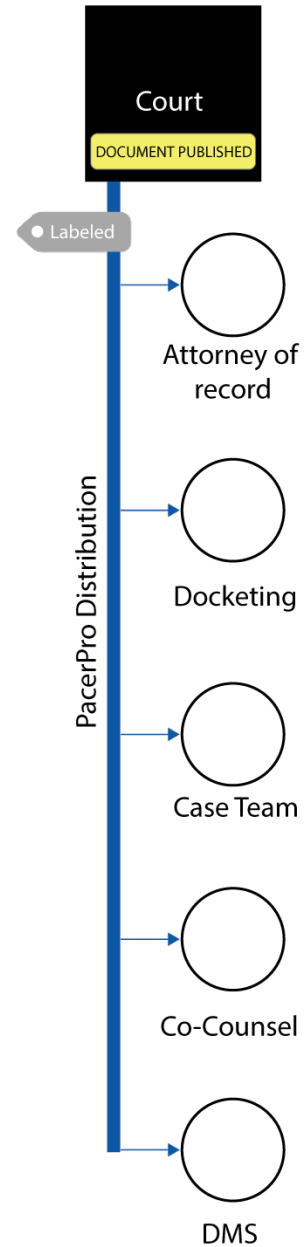 Court
DOCUMENT PUBLISHED
Labeled
Attorney of
record
PacerPro Distribution
Docketing
Case Team
Co-Counsel
DMS